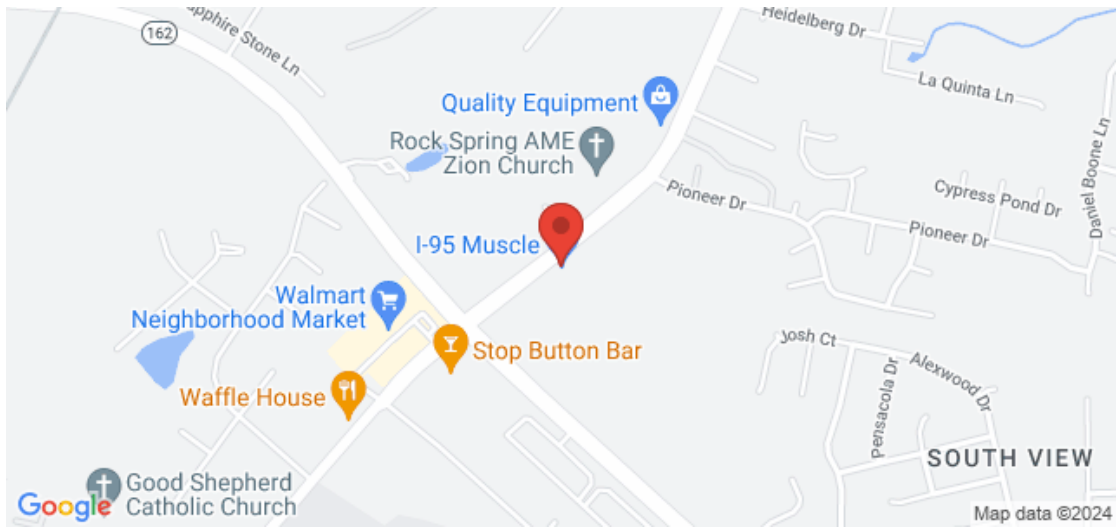 162
Sapphire Stone Ln
Heidelberg Dr
La Quinta Ln
Quality Equipment
Rock Spring AME
Zion Church
Pioneer Dr
Cypress Pond Dr
Daniel Boone Ln
Pioneer Dr
I-95 Muscle
Walmart
Neighborhood Market
Stop Button Bar
Josh Ct
Alexwood Dr
Pensacola Dr
Waffle House
SOUTH VIEW
Good Shepherd
Catholic Church
Google
Map data ©2024